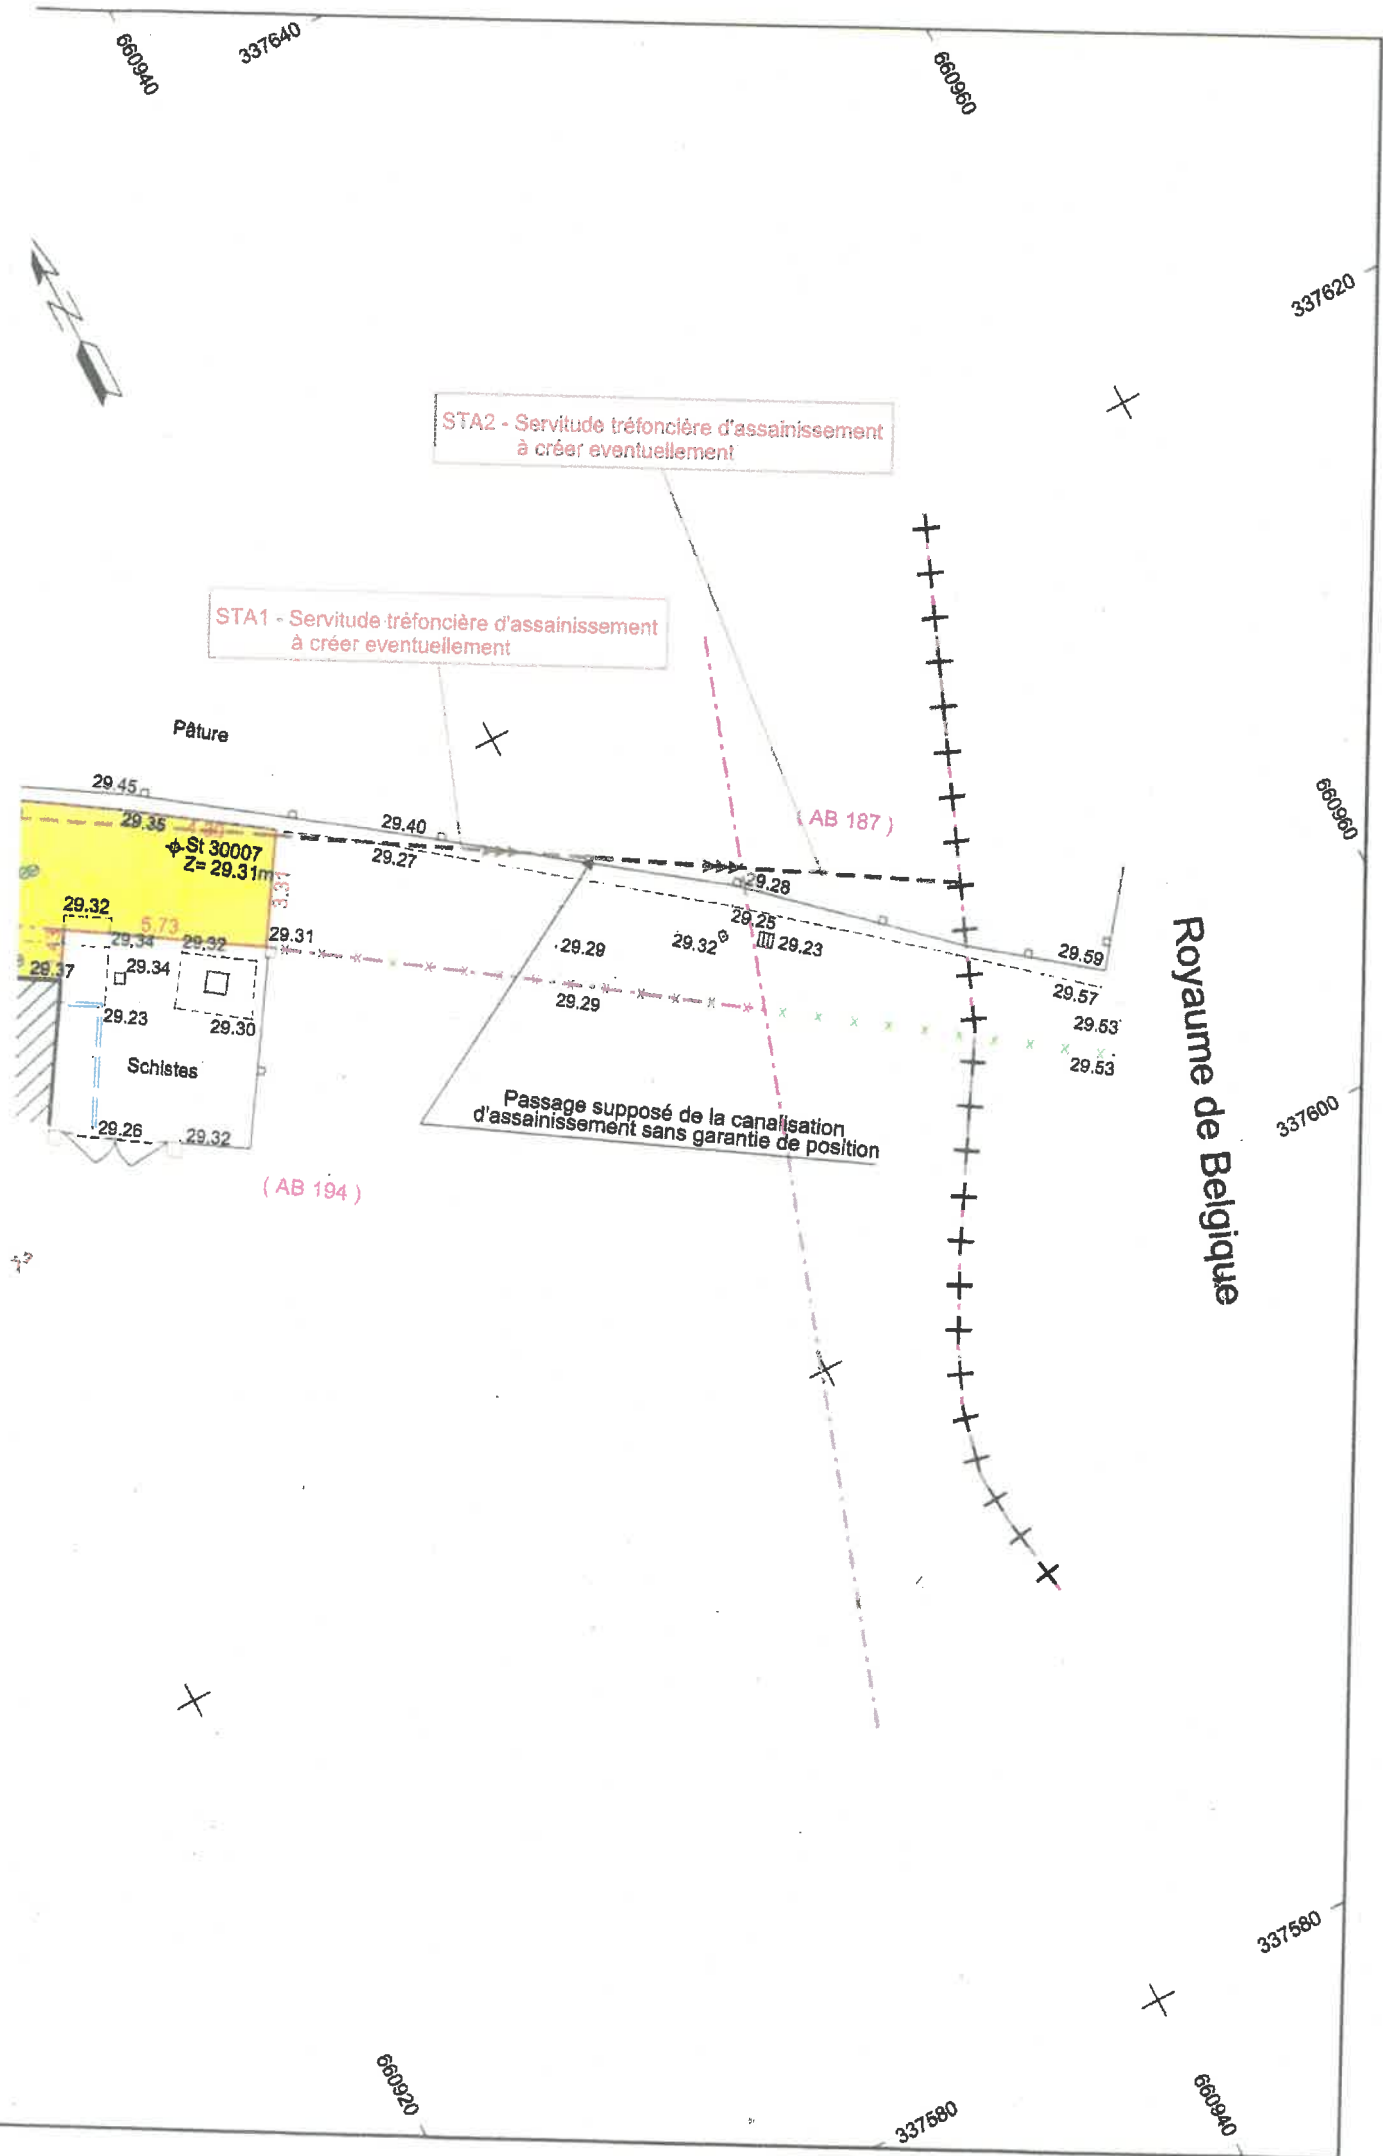 660940
337640
660960
337620
STA2 - Servitude tréfoncière d'assainissement
à créer eventuellement
STA1 - Servitude tréfoncière d'assainissement
à créer eventuellement
Pâture
29.45
29.35
29.40
29.27
St 30007
Z= 29.31m
3.31
( AB 187 )
660960
29.28
29.25
29.32
29.23
29.32
5.73
29.34
29.32
29.31
29.29
29.59
29.37
29.34
29.29
29.57
29.23
29.30
29.53
29.53
Schistes
Royaume de Belgique
337600
29.26
29.32
Passage supposé de la canalisation
d'assainissement sans garantie de position
( AB 194 )
337580
660920
337580
660940